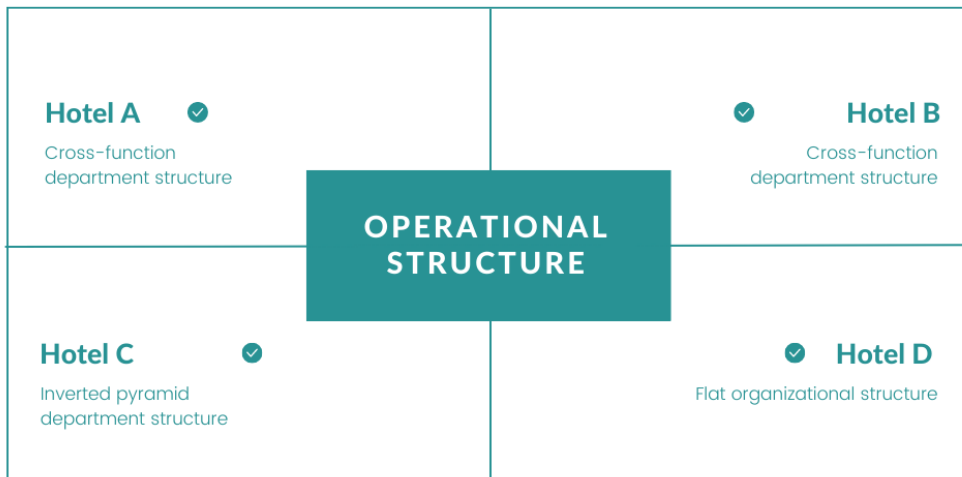 Hotel A
Cross-function
department structure
Hotel B
Cross-function
department structure
OPERATIONAL
STRUCTURE
Hotel C
Inverted pyramid
department structure
Hotel D
Flat organizational structure